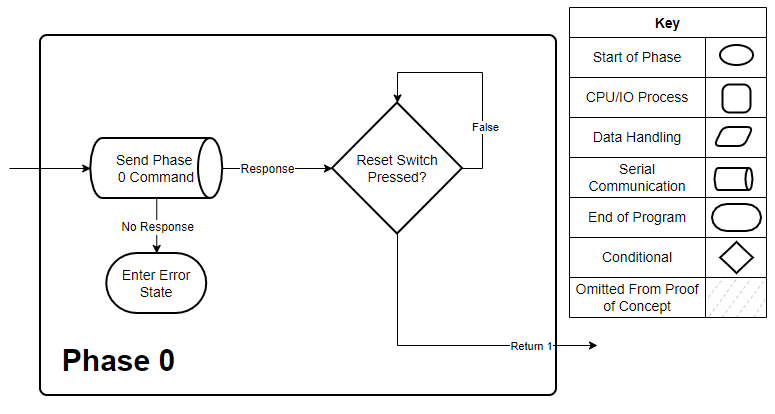 Key
Start of Phase
CPU/IO Process
Data Handling
Serial
Communication
End of Program
Conditional
Omitted From Proof
of Concept
Send Phase
0 Command
Response
No Response
Enter Error
State
Reset Switch
Pressed?
False
Return 1
Phase 0